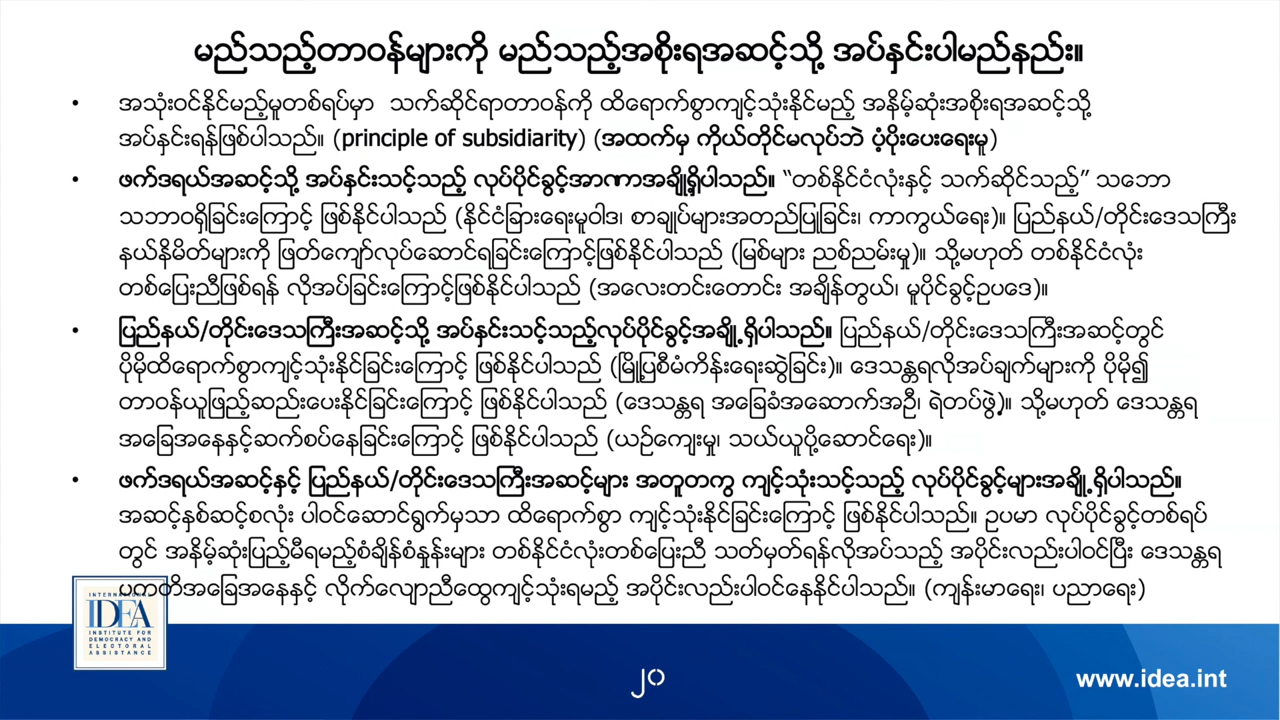 မည်သည့်တာဝန်များကို မည်သည့်အစိုးရအဆင့်သို့ အပ်နှင်းပါမည်နည်း။
• အသုံးဝင်နိုင်မည့်မူတစ်ရပ်မှာ သက်ဆိုင်ရာတာဝန်ကို ထိရောက်စွာကျင့်သုံးနိုင်မည့် အနိမ့်ဆုံးအစိုးရအဆင့်သို့
အပ်နှင်းရန်ဖြစ်ပါသည်။ (principle of subsidiarity) (အထက်မှ ကိုယ်တိုင်မလုပ်ဘဲ ပံ့ပိုးပေးရေးမူ)
• ဖက်ဒရယ်အဆင့်သို့ အပ်နှင်းသင့်သည့် လုပ်ပိုင်ခွင့်အာဏာအချို့ရှိပါသည်။ “တစ်နိုင်ငံလုံးနှင့် သက်ဆိုင်သည့်” သဘော
သဘာဝရှိခြင်းကြောင့် ဖြစ်နိုင်ပါသည် (နိုင်ငံခြားရေးမူဝါဒ၊ စာချုပ်များအတည်ပြုခြင်း၊ ကာကွယ်ရေး)။ ပြည်နယ်/တိုင်းဒေသကြီး
နယ်နိမိတ်များကို ဖြတ်ကျော်လုပ်ဆောင်ရခြင်းကြောင့်ဖြစ်နိုင်ပါသည် (မြစ်များ ညစ်ညမ်းမှု)။ သို့မဟုတ် တစ်နိုင်ငံလုံး
တစ်ပြေးညီဖြစ်ရန် လိုအပ်ခြင်းကြောင့်ဖြစ်နိုင်ပါသည် (အလေးတင်းတောင်း အချိန်တွယ်၊ မူပိုင်ခွင့်ဥပဒေ)။
• ပြည်နယ်/တိုင်းဒေသကြီးအဆင့်သို့ အပ်နှင်းသင့်သည့်လုပ်ပိုင်ခွင့်အချို့ရှိပါသည်။ ပြည်နယ်/တိုင်းဒေသကြီးအဆင့်တွင်
ပိုမိုထိရောက်စွာကျင့်သုံးနိုင်ခြင်းကြောင့် ဖြစ်နိုင်ပါသည် (မြို့ပြစီမံကိန်းရေးဆွဲခြင်း)။ ဒေသန္တရလိုအပ်ချက်များကို ပိုမို၍
တာဝန်ယူဖြည့်ဆည်းပေးနိုင်ခြင်းကြောင့် ဖြစ်နိုင်ပါသည် (ဒေသန္တရ အခြေခံအဆောက်အဦ၊ ရဲတပ်ဖွဲ့)။ သို့မဟုတ် ဒေသန္တရ
အခြေအနေနှင့်ဆက်စပ်နေခြင်းကြောင့် ဖြစ်နိုင်ပါသည် (ယဉ်ကျေးမှု၊ သယ်ယူပို့ဆောင်ရေး)။
• ဖက်ဒရယ်အဆင့်နှင့် ပြည်နယ်/တိုင်းဒေသကြီးအဆင့်များ အတူတကွ ကျင့်သုံးသင့်သည့် လုပ်ပိုင်ခွင့်များအချို့ရှိပါသည်။
အဆင့်နှစ်ဆင့်စလုံး ပါဝင်ဆောင်ရွက်မှသာ ထိရောက်စွာ ကျင့်သုံးနိုင်ခြင်းကြောင့် ဖြစ်နိုင်ပါသည်။ ဥပမာ လုပ်ပိုင်ခွင့်တစ်ရပ်
တွင် အနိမ့်ဆုံးပြည့်မီရမည့်စံချိန်စံနှုန်းများ တစ်နိုင်ငံလုံးတစ်ပြေးညီ သတ်မှတ်ရန်လိုအပ်သည့် အပိုင်းလည်းပါဝင်ပြီး ဒေသန္တရ
ပကတိအခြေအနေနှင့် လိုက်လျောညီထွေကျင့်သုံးရမည့် အပိုင်းလည်းပါဝင်နေနိုင်ပါသည်။ (ကျန်းမာရေး၊ ပညာရေး)
INTERNATIONAL
IDEA
INSTITUTE FOR
DEMOCRACY AND
ELECTORAL
ASSISTANCE
၂၀
www.idea.int